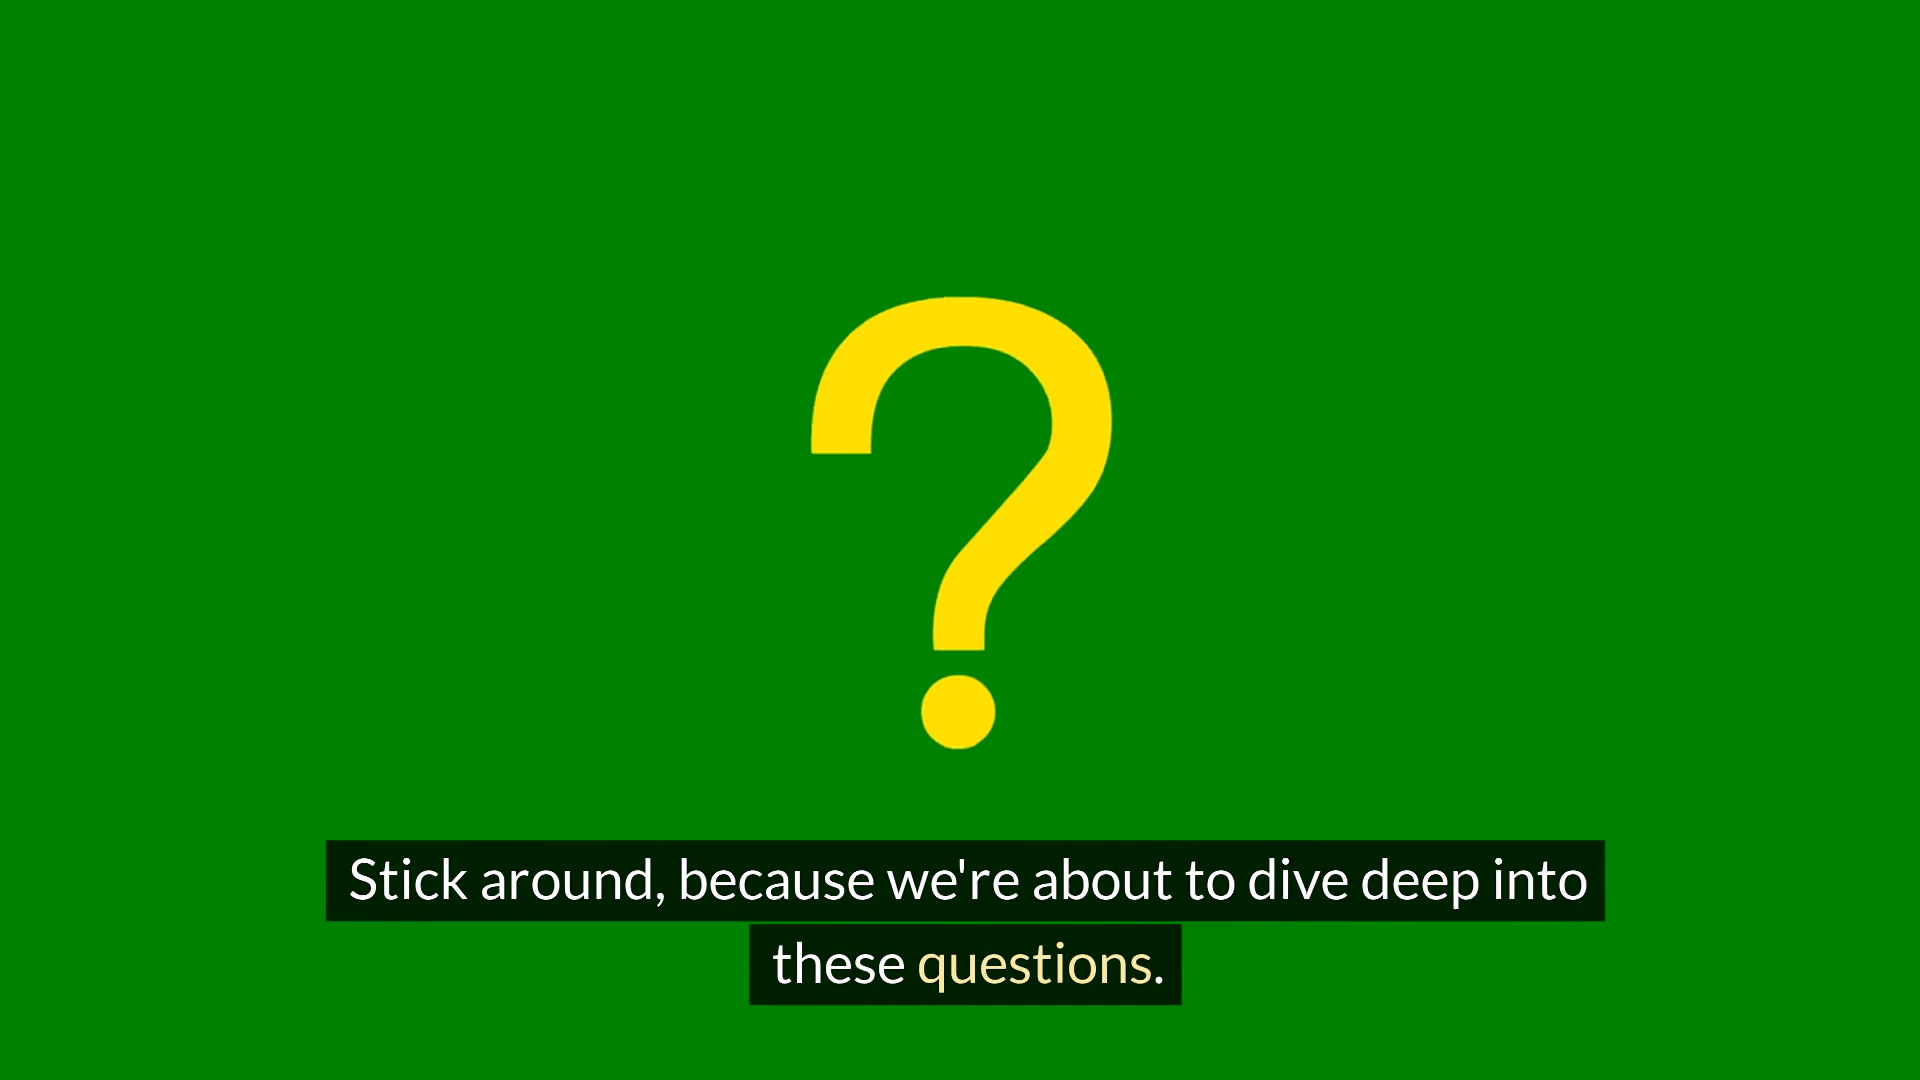 ?
Stick around, because we're about to dive deep into
these questions.